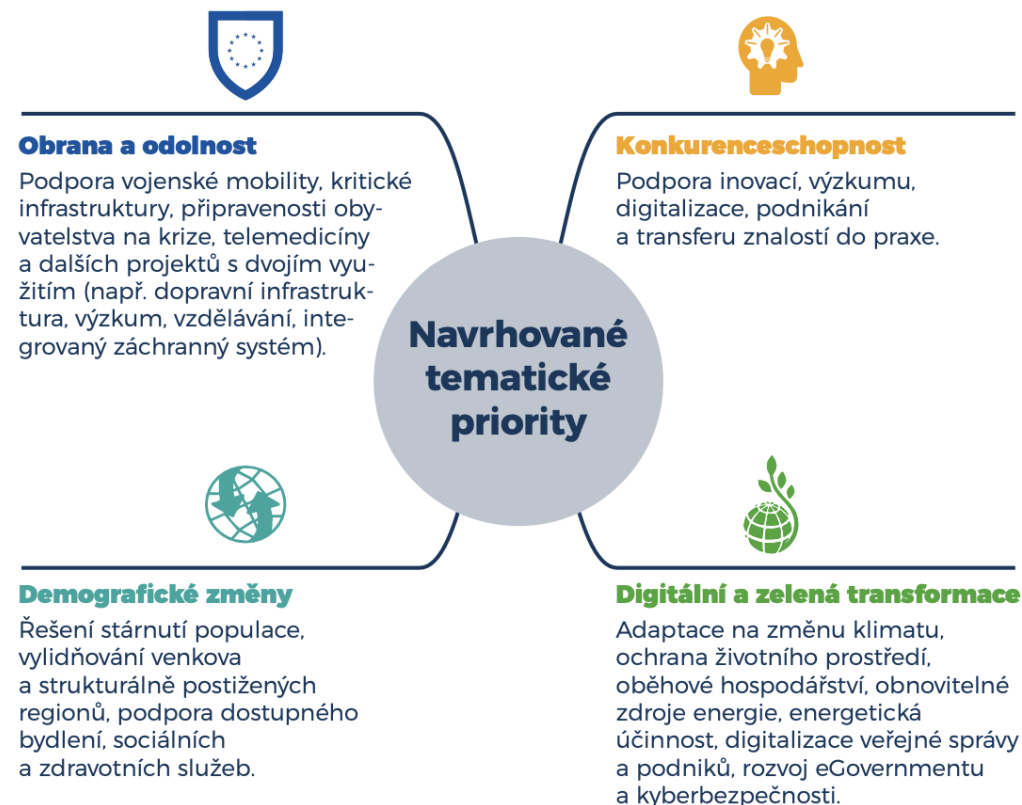 Obrana a odolnost
Podpora vojenské mobility, kritické
infrastruktury, připravenosti oby-
vatelstva na krize, telemedicíny
a dalších projektů s dvojím vyu-
žitím (např. dopravní infrastruk-
tura, výzkum, vzdělávání, inte-
grovaný záchranný systém).
Konkurenceschopnost
Podpora inovací, výzkumu,
digitalizace, podnikání
a transferu znalostí do praxe.
Navrhované
tematické
priority
Demografické změny
Řešení stárnutí populace,
vylidňování venkova
a strukturálně postižených
regionů, podpora dostupného
bydlení, sociálních
a zdravotních služeb.
Digitální a zelená transformace
Adaptace na změnu klimatu,
ochrana životního prostředí,
oběhové hospodářství, obnovitelné
zdroje energie, energetická
účinnost, digitalizace veřejné správy
a podniků, rozvoj eGovernmentu
a kyberbezpečnosti.